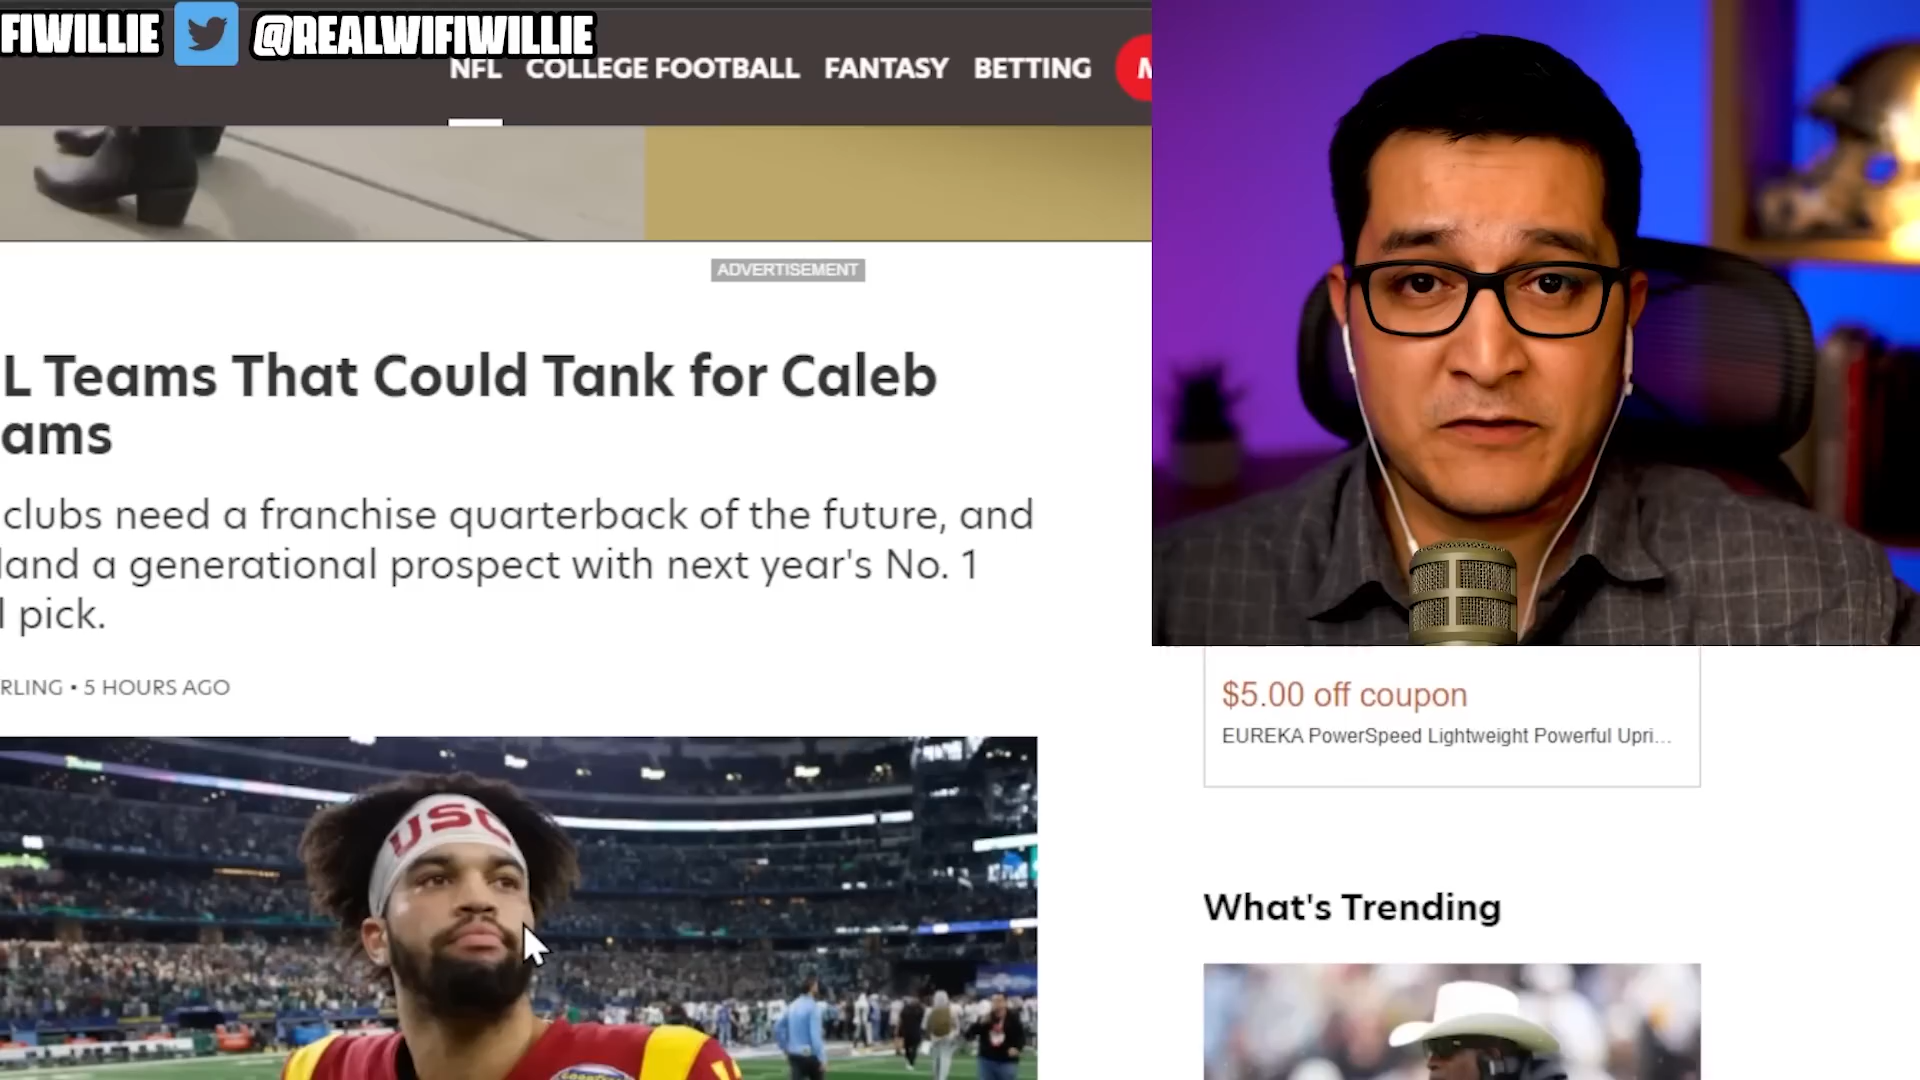 FIWILLIE @REALWIFIWILLIE
NFL COLLEGE FOOTBALL FANTASY BETTING
ADVERTISEMENT
L Teams That Could Tank for Caleb
ams
clubs need a franchise quarterback of the future, and
land a generational prospect with next year's No. 1
l pick.
RLING • 5 HOURS AGO
USC
$5.00 off coupon
EUREKA PowerSpeed Lightweight Powerful Upri...
What's Trending